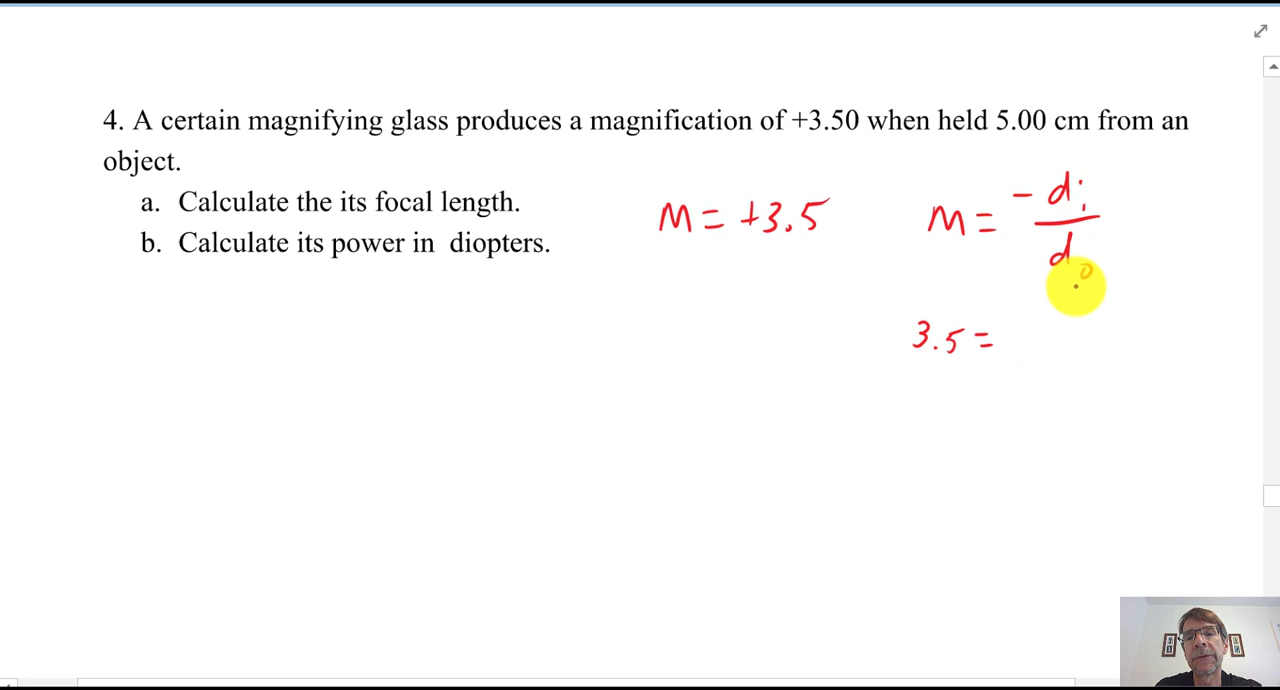 4. A certain magnifying glass produces a magnification of +3.50 when held 5.00 cm from an
object.
a. Calculate the its focal length.
b. Calculate its power in diopters.
M = +3.5
M = -di/do
3.5 =